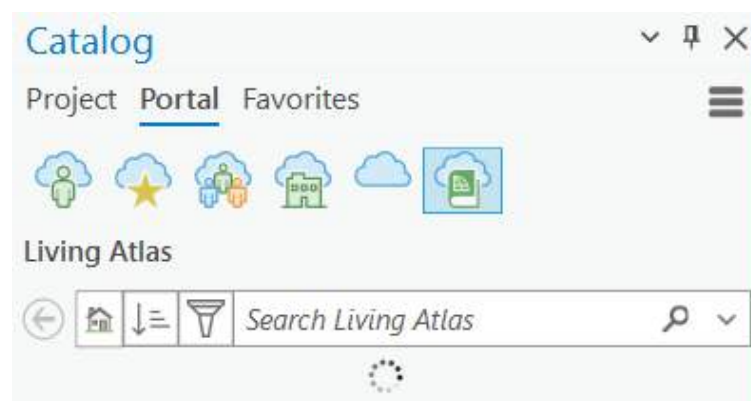 Catalog
Project Portal Favorites
Living Atlas
Search Living Atlas